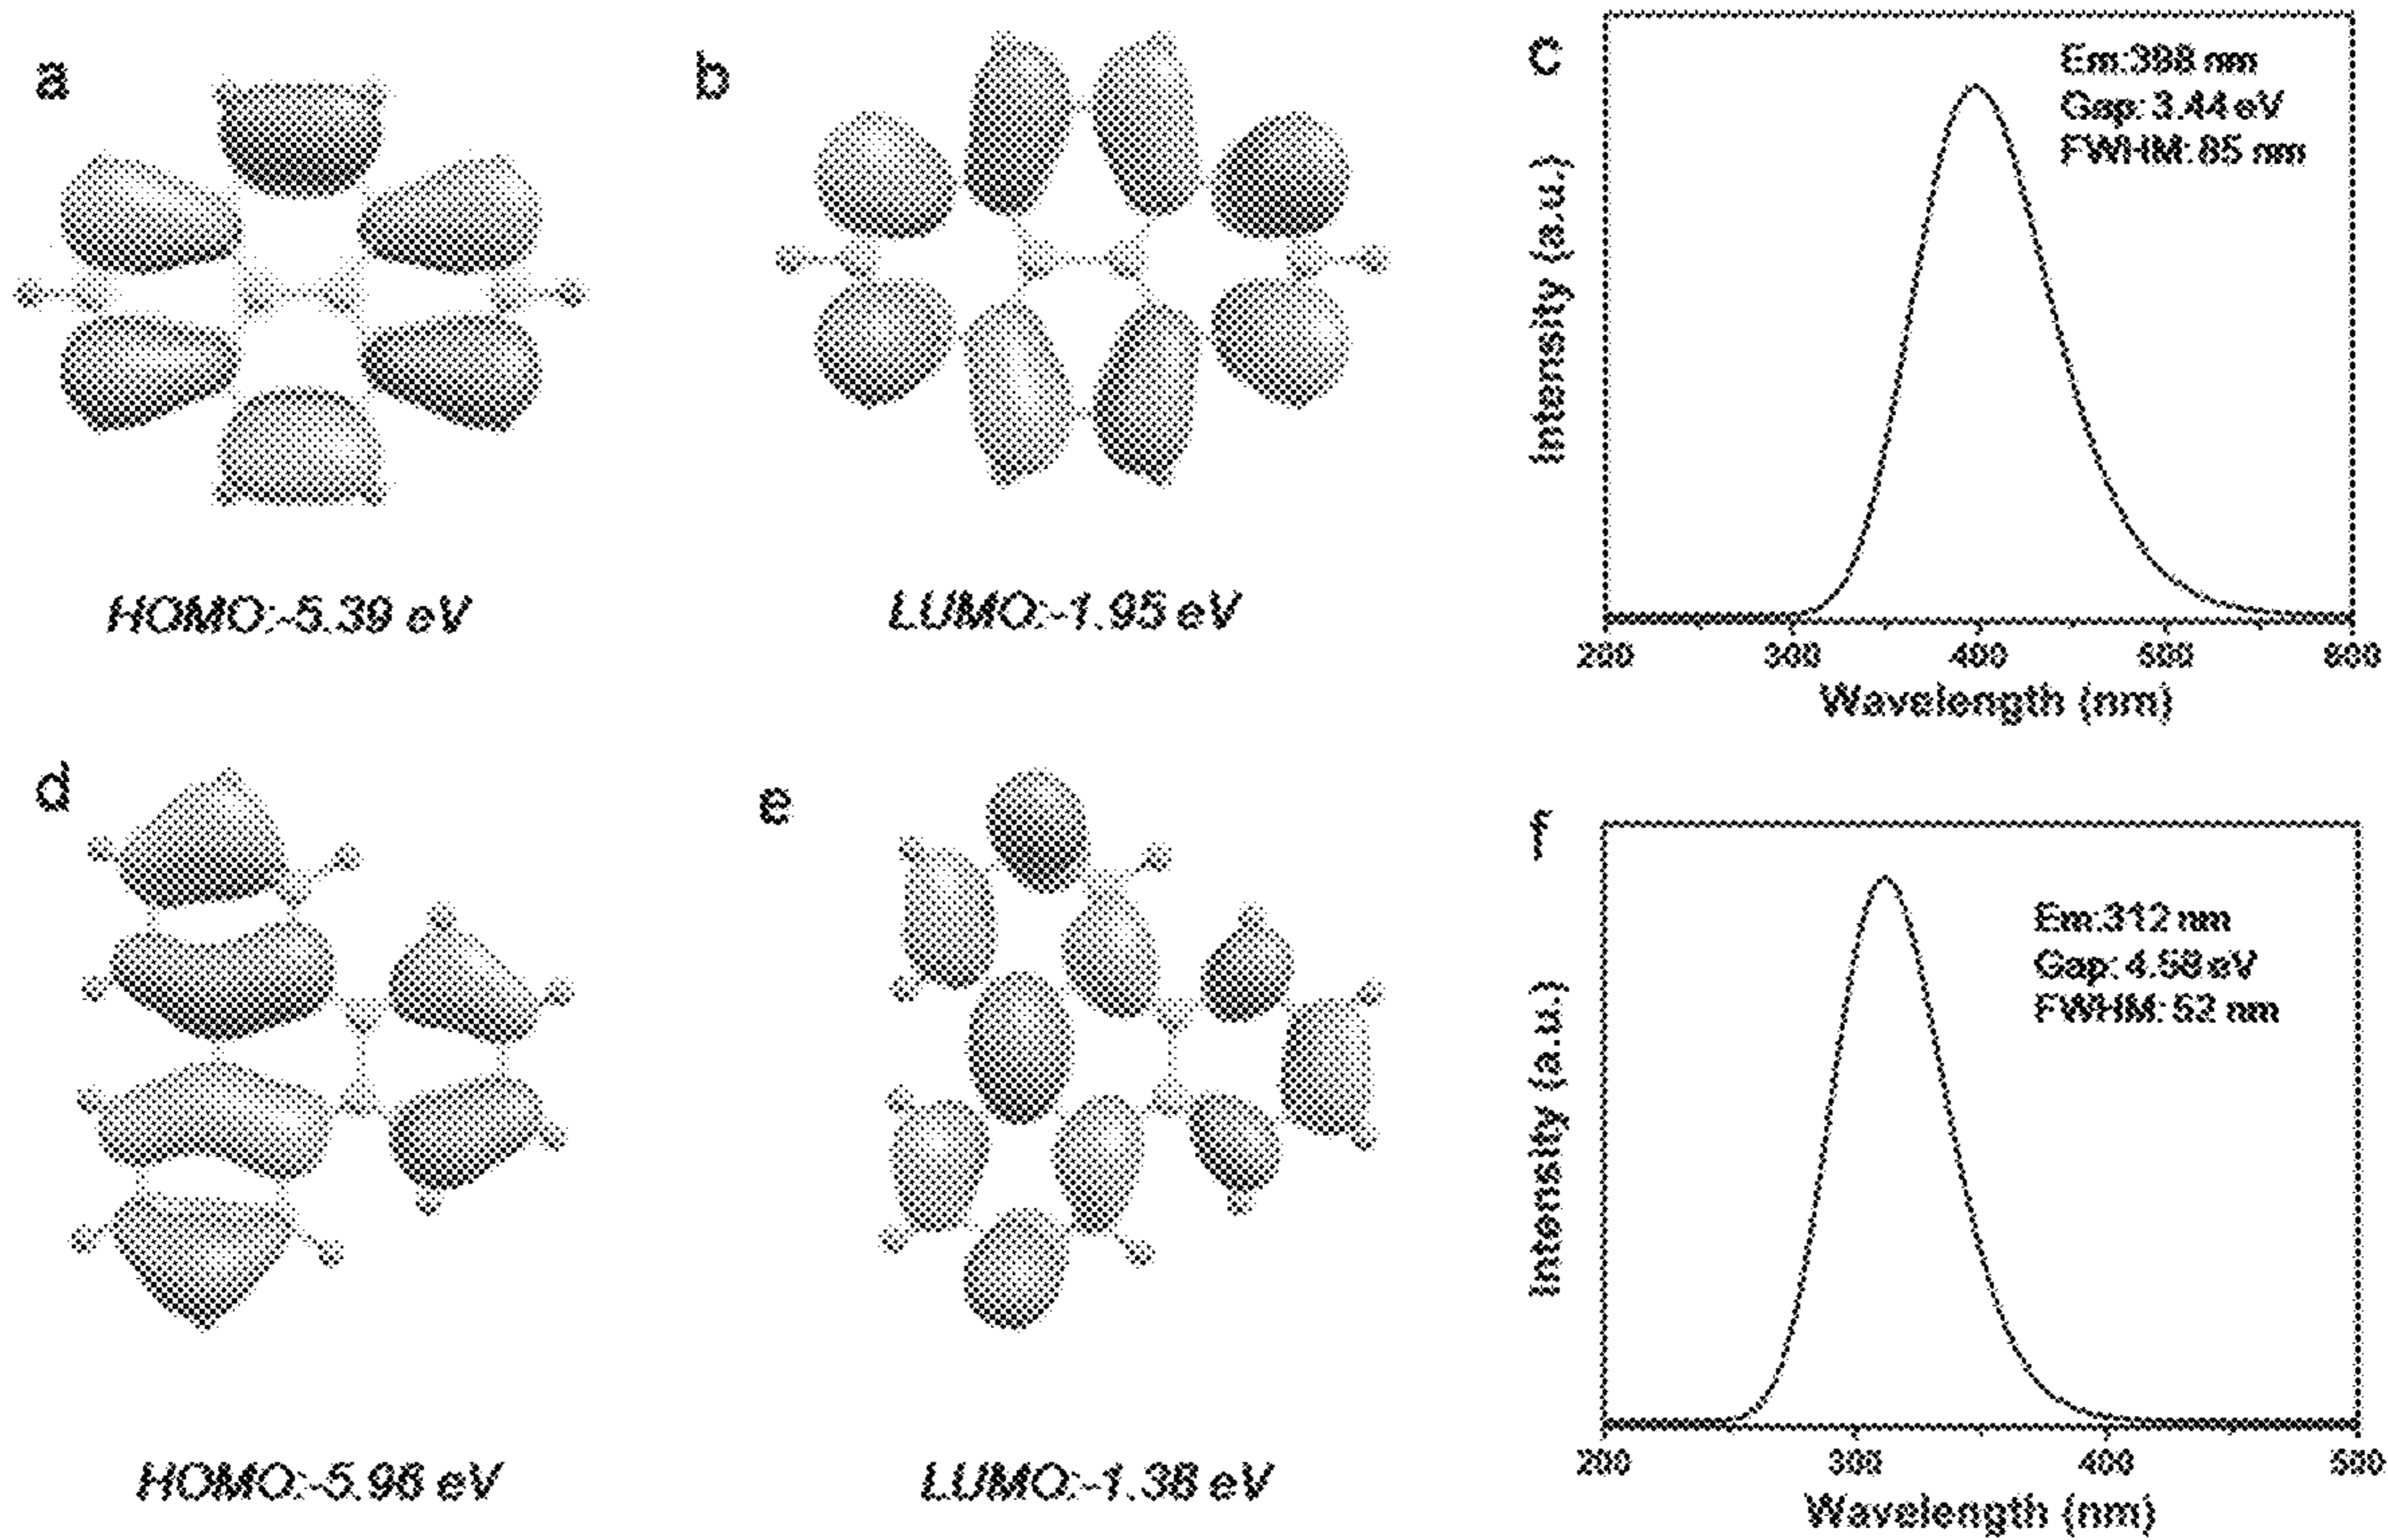 a
b
c
Em:398 nm
Gap: 3.44 eV
FWHM: 85 nm
Intensity (a.u.)
200 300 400 500 600
Wavelength (nm)
HOMO:-5.39 eV
LUMO:-1.95 eV
d
e
f
Em:312 nm
Gap: 4.58 eV
FWHM: 52 nm
Intensity (a.u.)
200 300 400 500
Wavelength (nm)
HOMO:-5.96 eV
LUMO:-1.38 eV